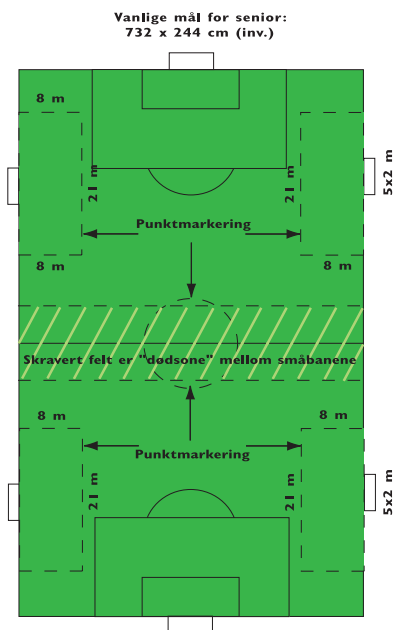 Vanlige mål for senior:
732 x 244 cm (inv.)
8 m
8 m
21 m
21 m
5x2 m
Punktmarkering
8 m
8 m
Skravert felt er "dødsone" mellom småbanene
8 m
8 m
Punktmarkering
21 m
21 m
5x2 m